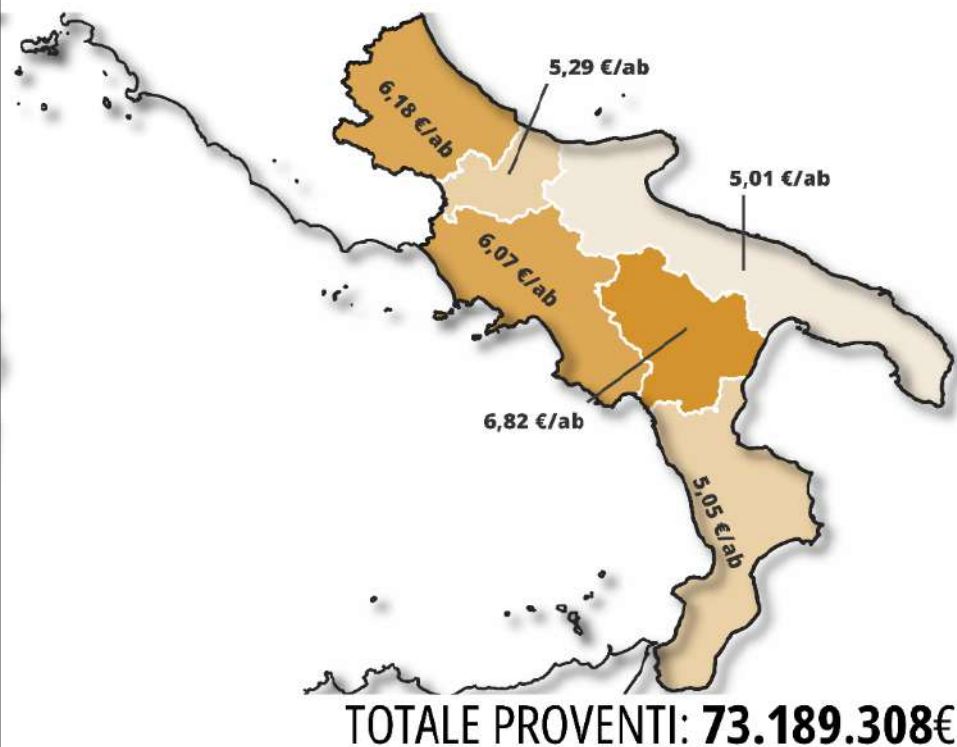 5,29 €/ab
6,18 €/ab
5,01 €/ab
6,07 €/ab
6,82 €/ab
5,05 €/ab
TOTALE PROVENTI: 73.189.308€